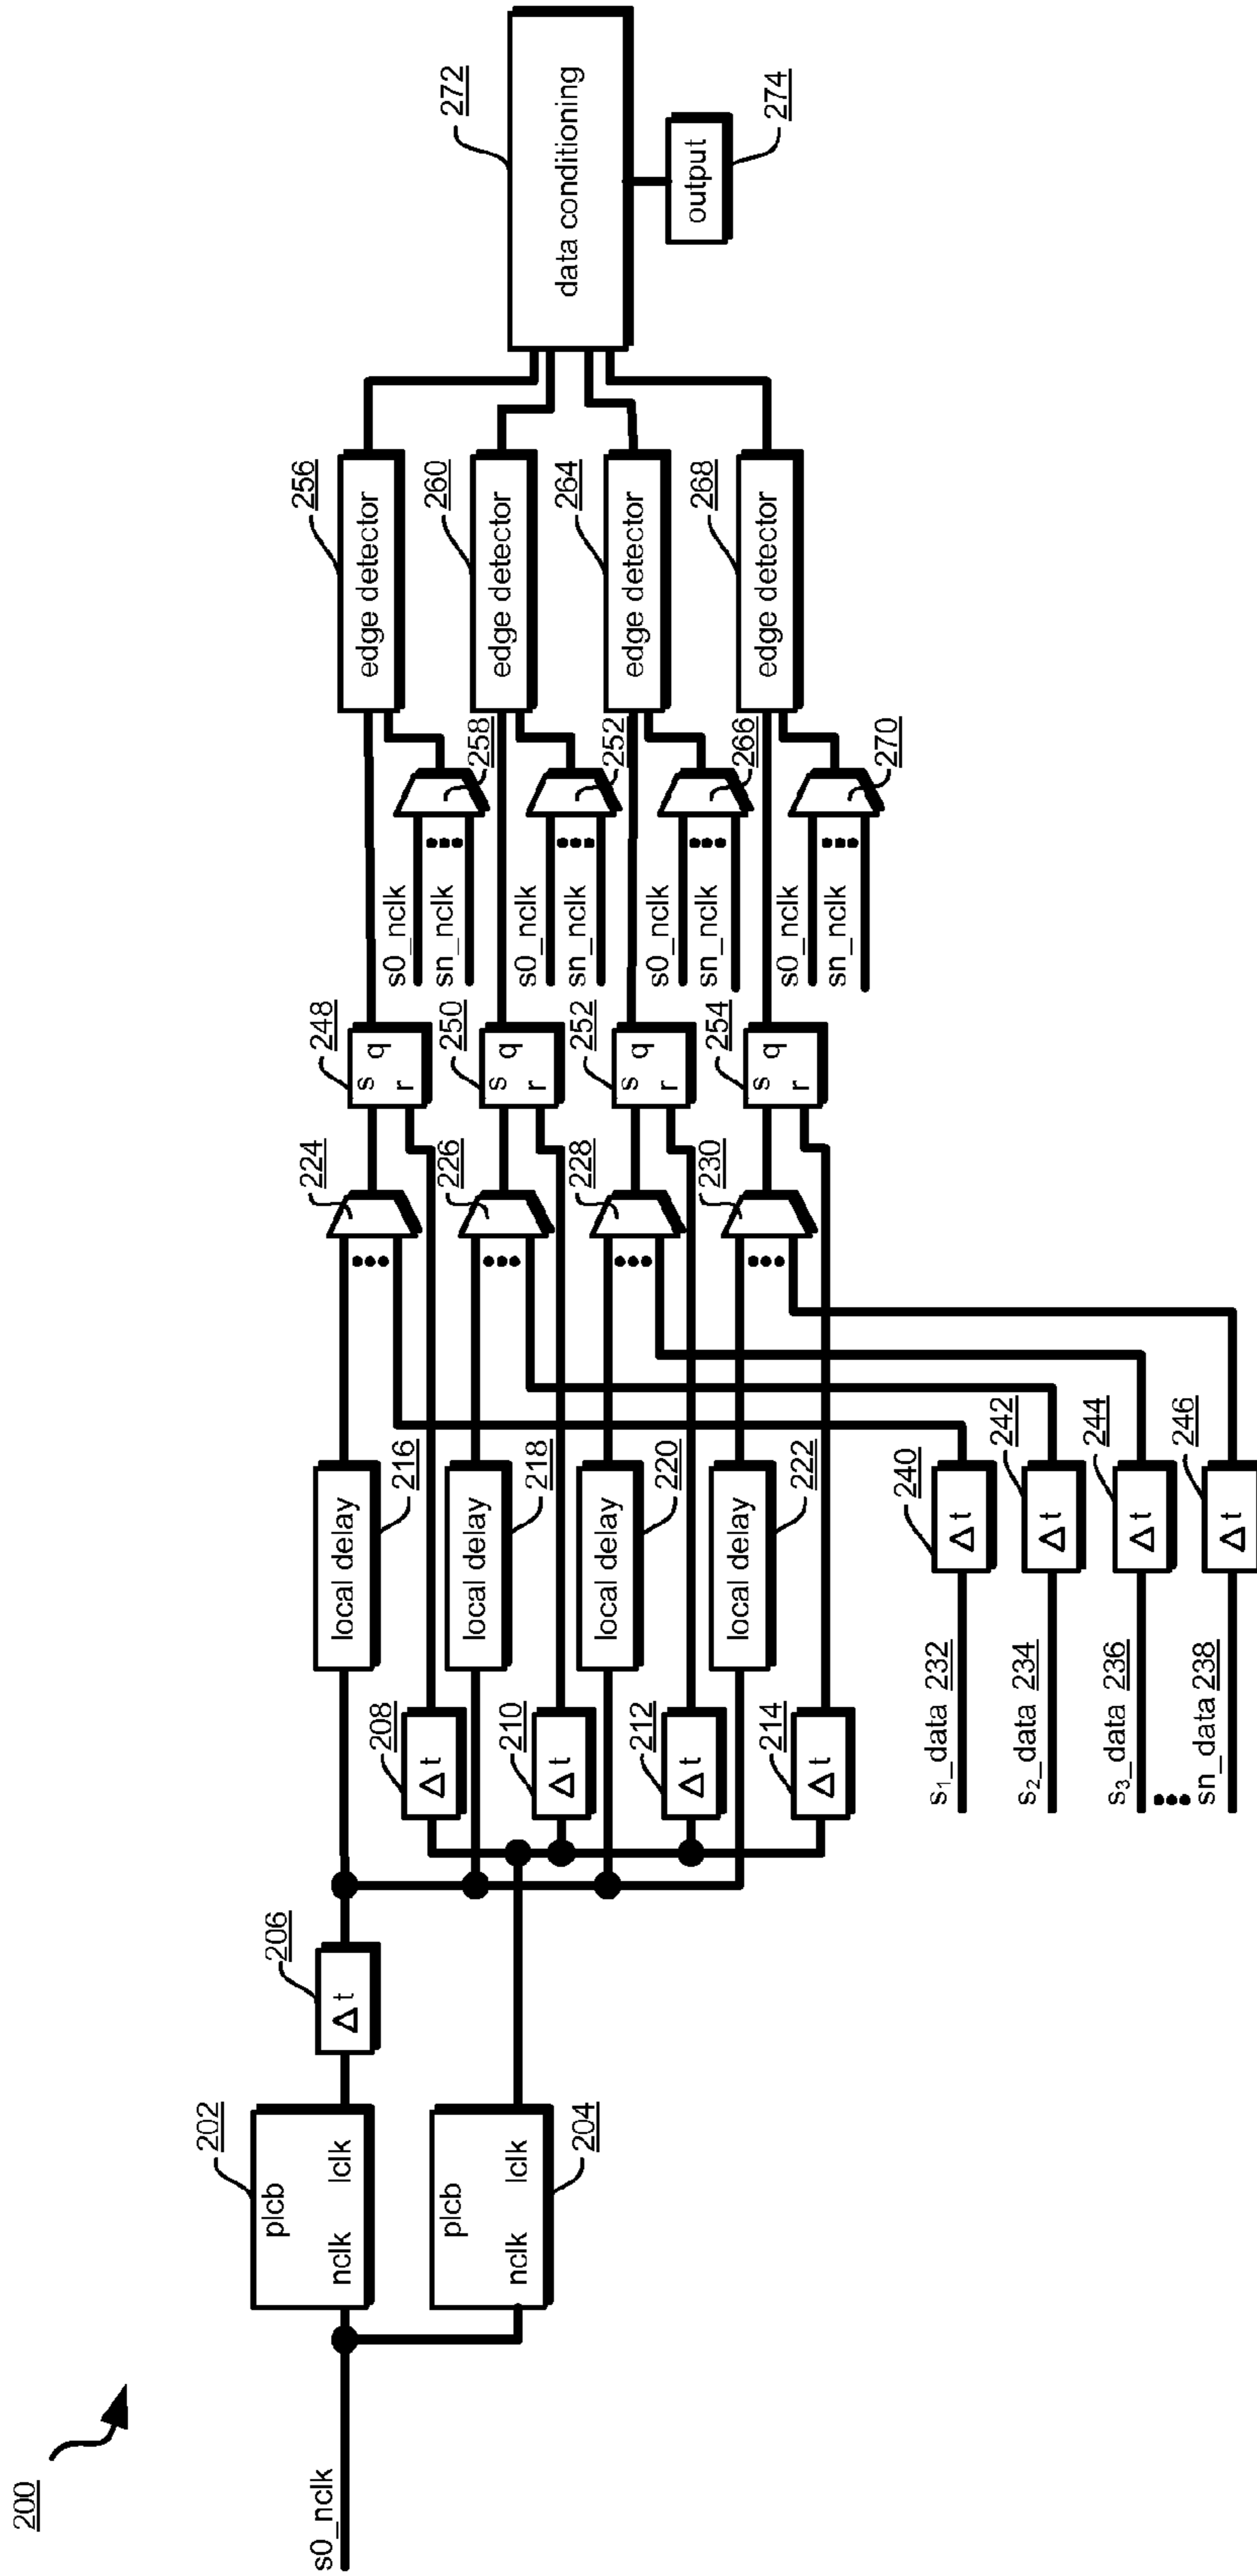 200
s0_nclk
202
plcb
nclk lclk
204
plcb
nclk lclk
206
Δt
208
Δt
210
Δt
212
Δt
214
Δt
local delay
216
local delay
218
local delay
220
local delay
222
224
226
228
230
s₁_data 232
s₂_data 234
s₃_data 236
•••
sn_data 238
240
Δt
242
Δt
244
Δt
246
Δt
248
s q
r
250
s q
r
252
s q
r
254
s q
r
s0_nclk
•••
sn_nclk
258
s0_nclk
•••
sn_nclk
252
s0_nclk
•••
sn_nclk
266
s0_nclk
•••
sn_nclk
270
256
edge detector
260
edge detector
264
edge detector
268
edge detector
272
data conditioning
output
274